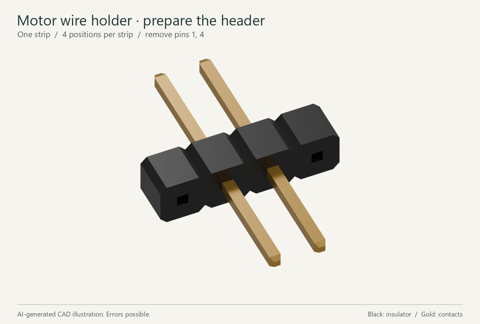 Motor wire holder · prepare the header
One strip / 4 positions per strip / remove pins 1, 4
AI-generated CAD illustration. Errors possible.
Black: insulator / Gold: contacts